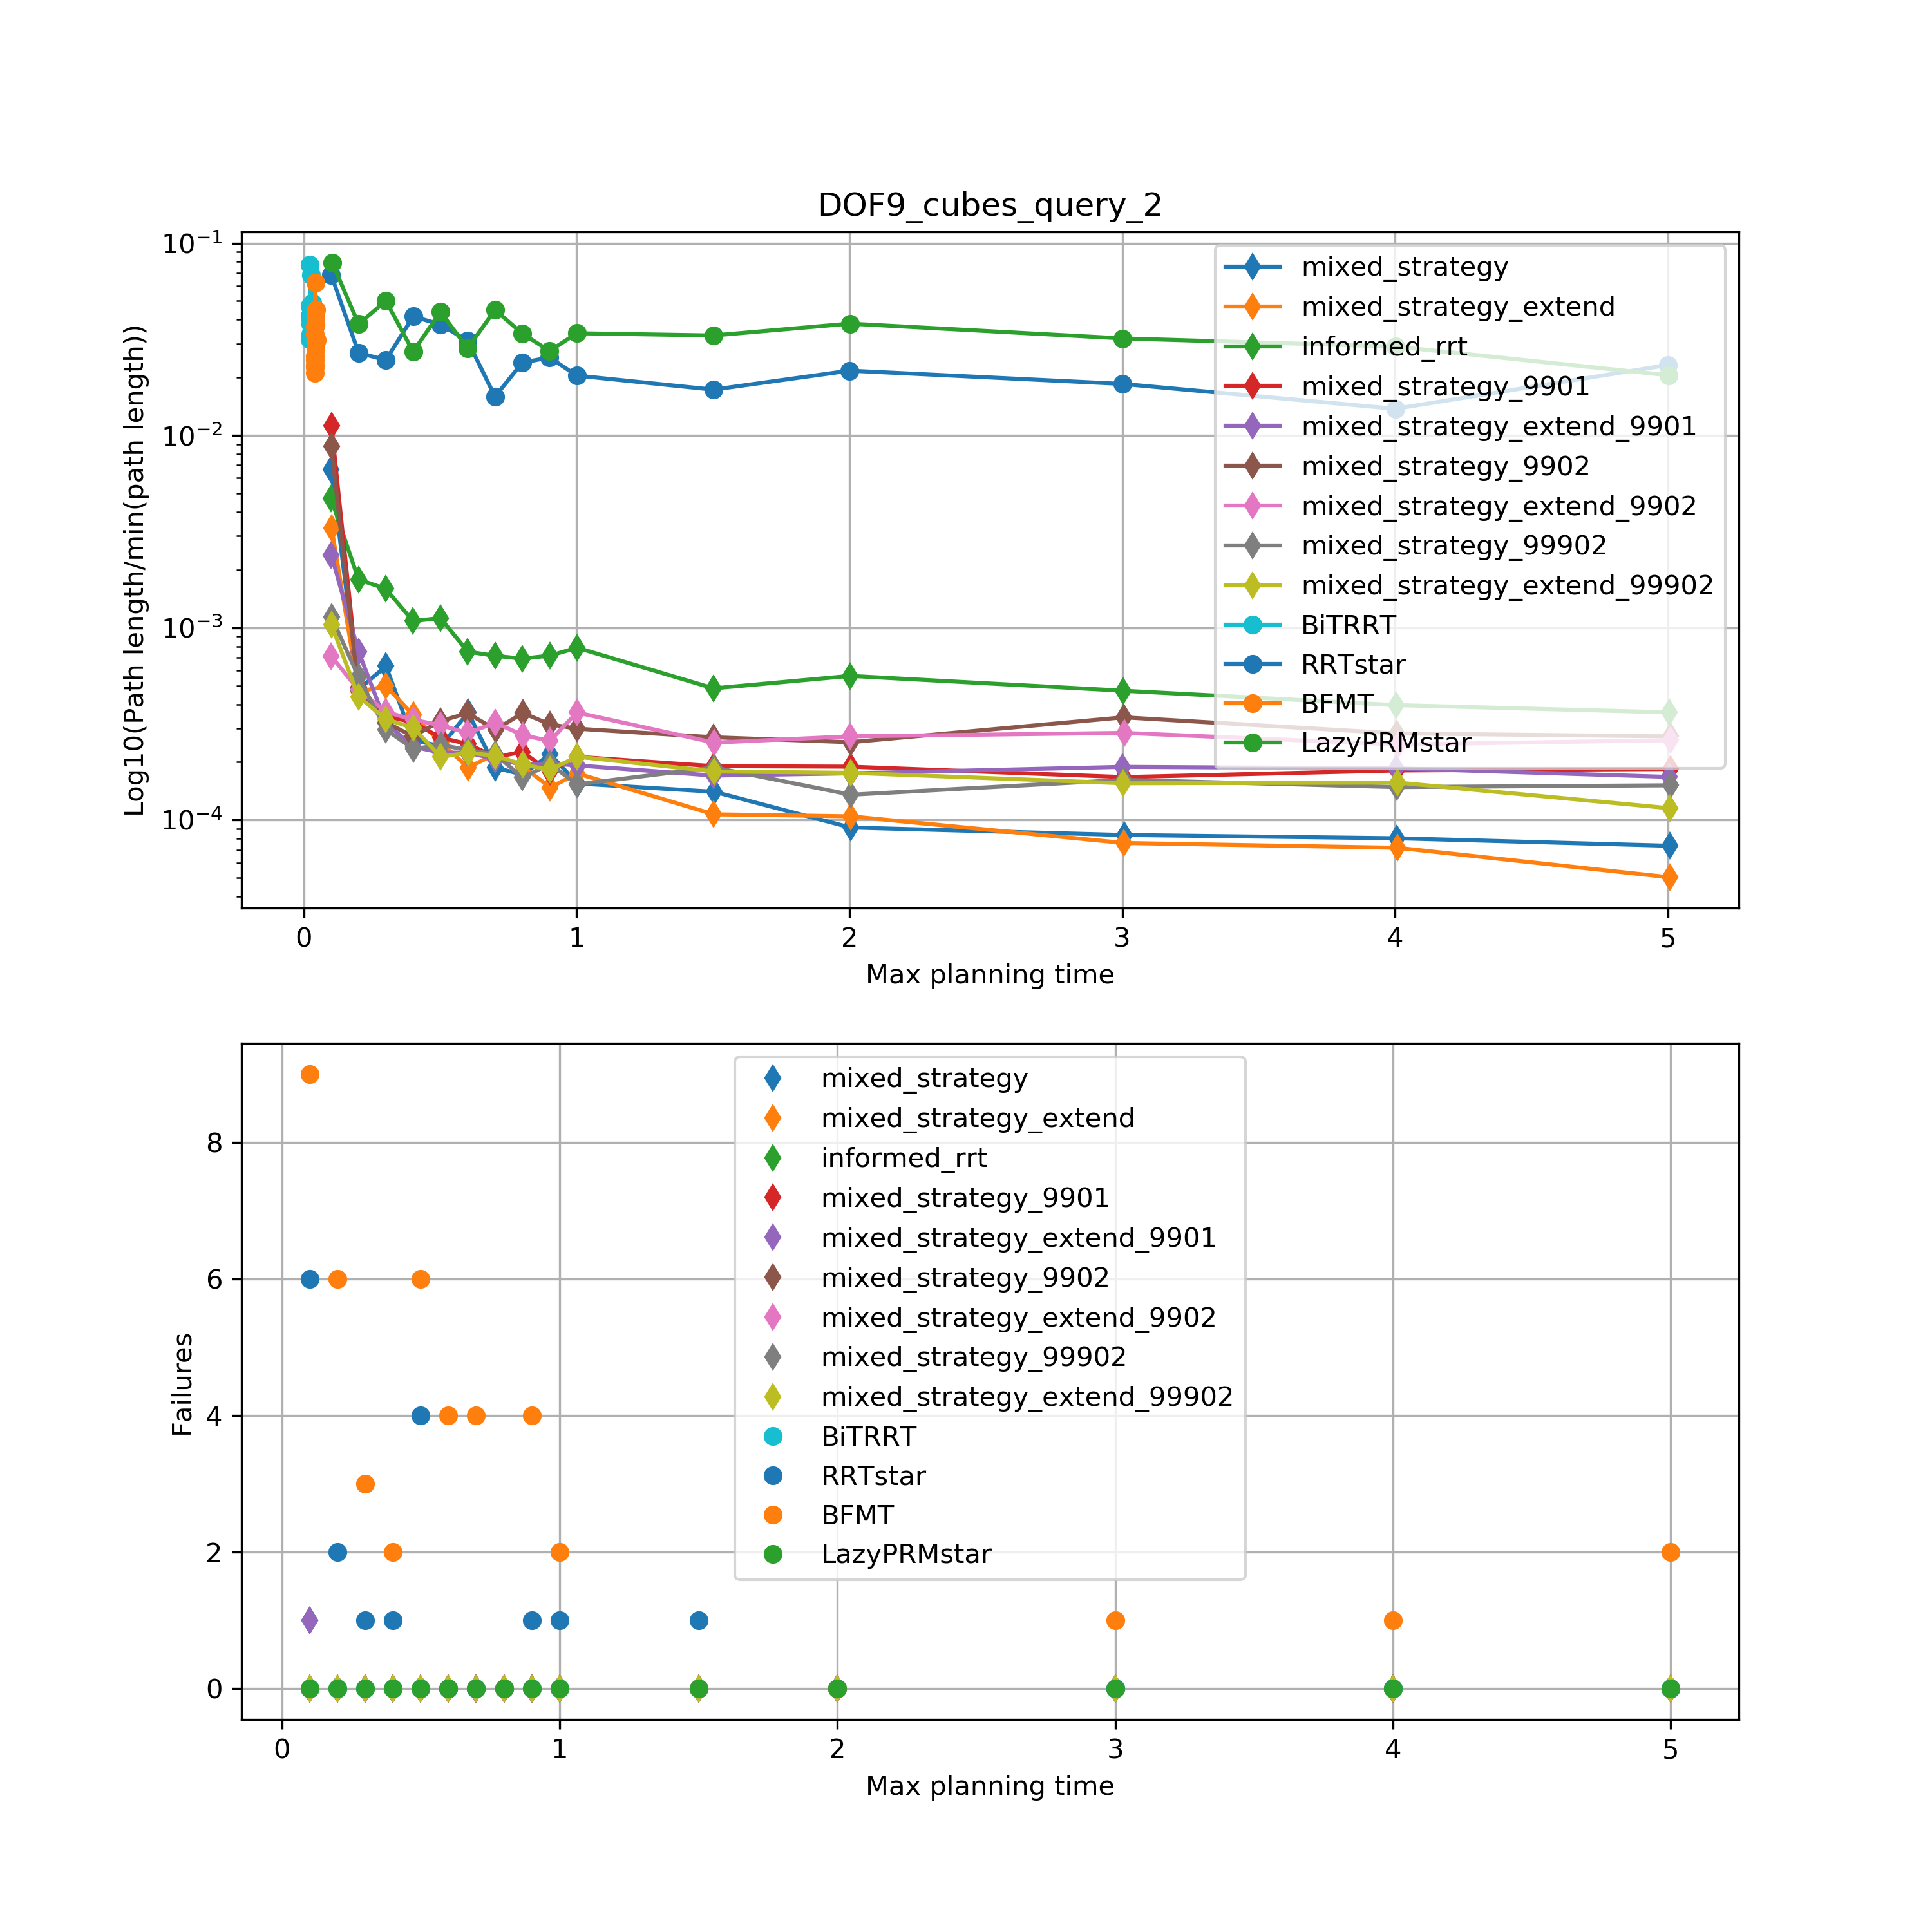 DOF9_cubes_query_2
Log10(Path length/min(path length))
10⁻¹
10⁻²
10⁻³
10⁻⁴
mixed_strategy
mixed_strategy_extend
informed_rrt
mixed_strategy_9901
mixed_strategy_extend_9901
mixed_strategy_9902
mixed_strategy_extend_9902
mixed_strategy_99902
mixed_strategy_extend_99902
BiTRRT
RRTstar
BFMT
LazyPRMstar
0 1 2 3 4 5
Max planning time
Failures
8
6
4
2
0
mixed_strategy
mixed_strategy_extend
informed_rrt
mixed_strategy_9901
mixed_strategy_extend_9901
mixed_strategy_9902
mixed_strategy_extend_9902
mixed_strategy_99902
mixed_strategy_extend_99902
BiTRRT
RRTstar
BFMT
LazyPRMstar
0 1 2 3 4 5
Max planning time